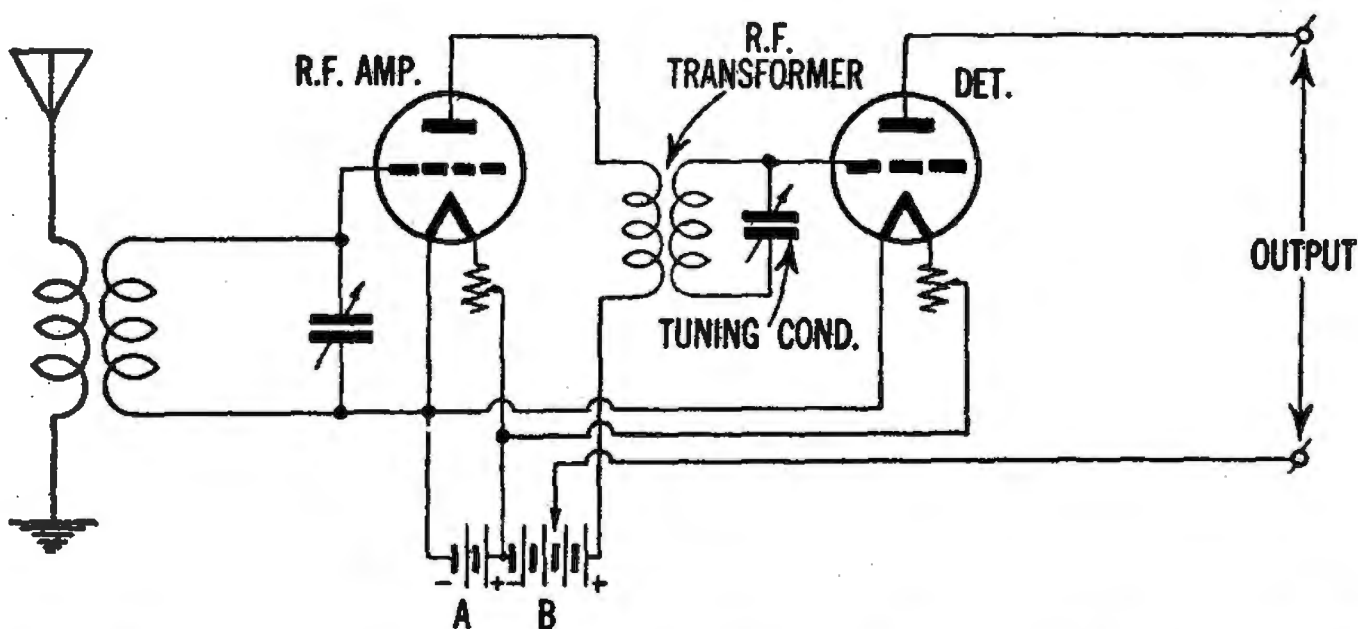 R.F. AMP.
R.F.
TRANSFORMER
DET.
OUTPUT
TUNING COND.
- + - +
A B